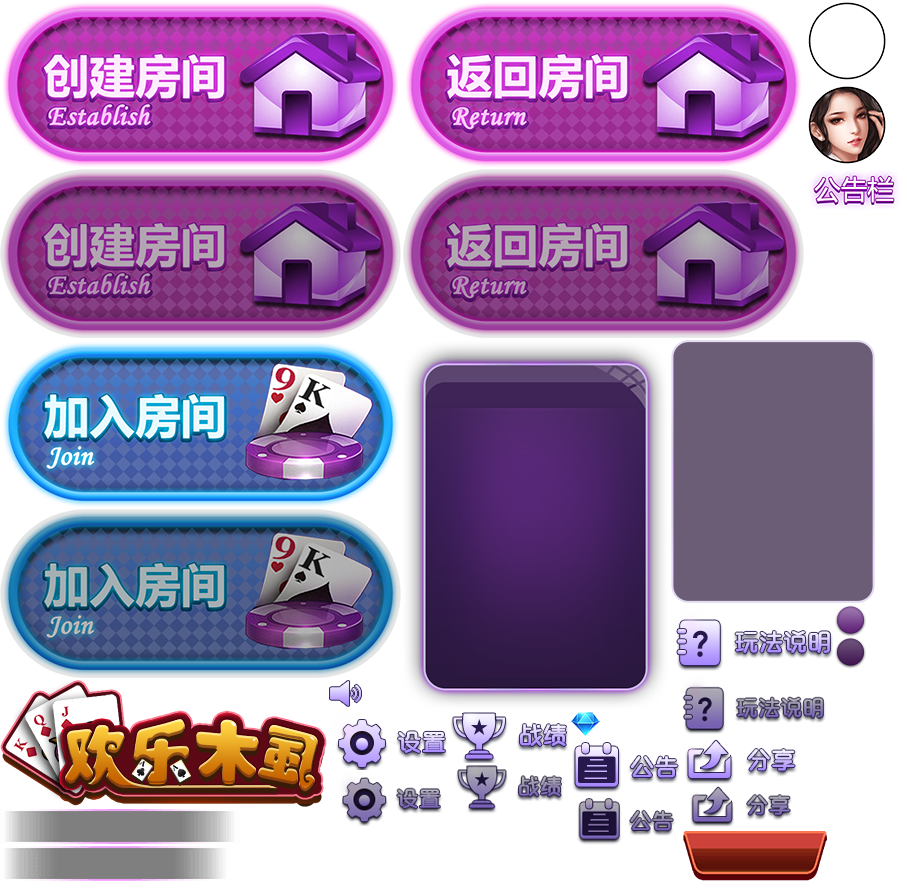 创建房间
Establish
返回房间
Return
公告栏
创建房间
Establish
返回房间
Return
加入房间
Join
9
K
加入房间
Join
9
K
? 玩法说明
? 玩法说明
K
Q
J
欢乐木虱
A
A
设置
战绩
公告
分享
设置
战绩
公告
分享